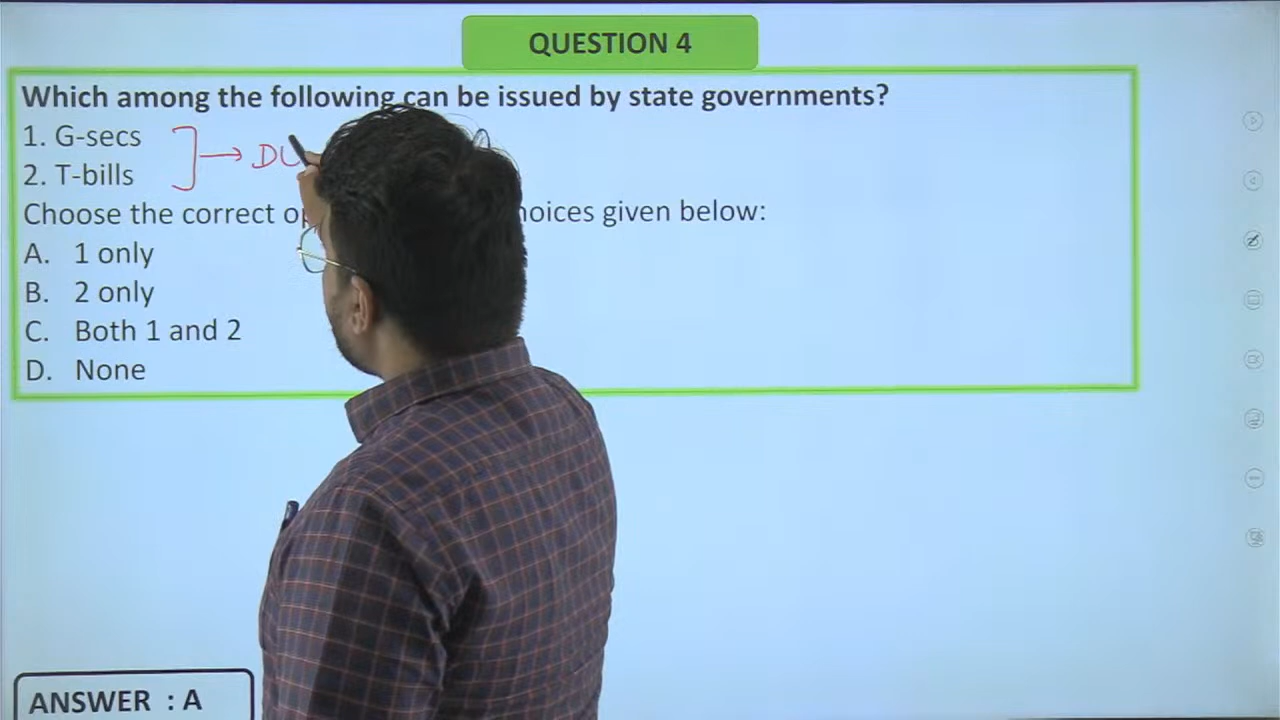 QUESTION 4
Which among the following can be issued by state governments?
1. G-secs
2. T-bills
Choose the correct hoices given below:
A. 1 only
B. 2 only
C. Both 1 and 2
D. None
ANSWER : A